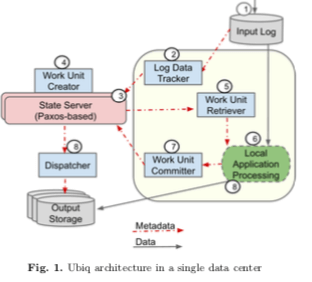 1
Input Log
2
Log Data
Tracker
4
Work Unit
Creator
3
State Server
(Paxos-based)
5
Work Unit
Retriever
6
Local
Application
Processing
7
Work Unit
Committer
8
Dispatcher
8
Output
Storage
Metadata
Data
Fig. 1. Ubiq architecture in a single data center